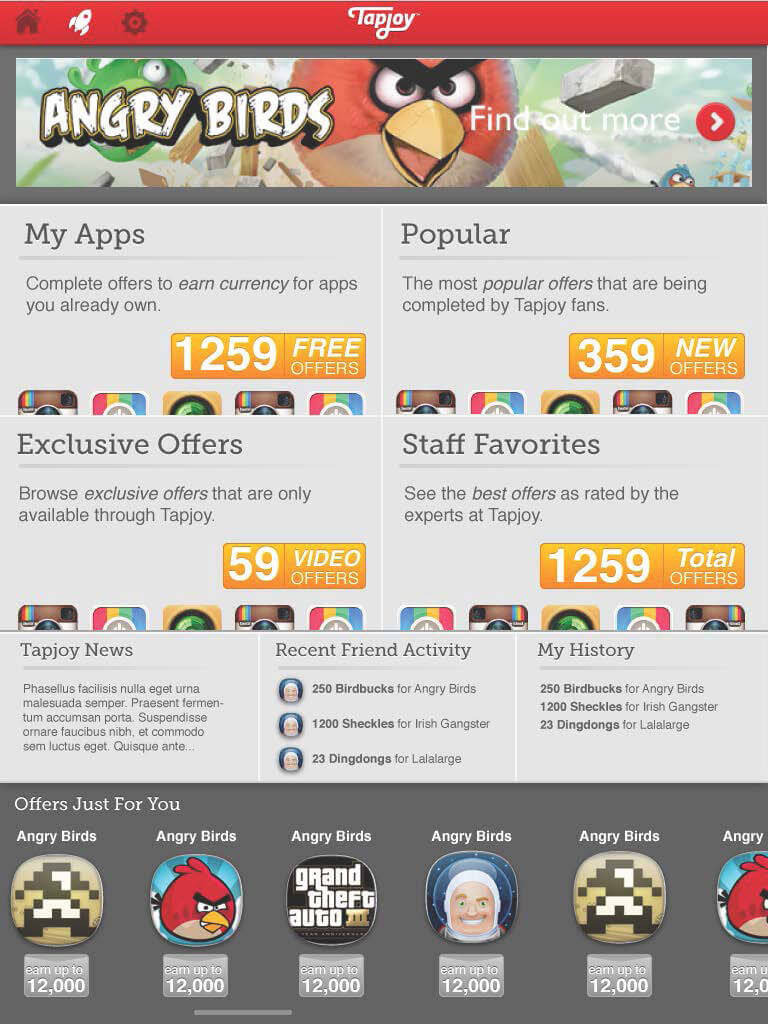 Tapjoy
ANGRY BIRDS
Find out more
My Apps
Complete offers to earn currency for apps
you already own.
1259 FREE OFFERS
Popular
The most popular offers that are being
completed by Tapjoy fans.
359 NEW OFFERS
Exclusive Offers
Browse exclusive offers that are only
available through Tapjoy.
59 VIDEO OFFERS
Staff Favorites
See the best offers as rated by the
experts at Tapjoy.
1259 Total OFFERS
Tapjoy News
Phasellus facilisis nulla eget urna
malesuada semper. Praesent fermen-
tum accumsan porta. Suspendisse
ornare faucibus nibh, et commodo
sem luctus eget. Quisque ante...
Recent Friend Activity
250 Birdbucks for Angry Birds
1200 Sheckles for Irish Gangster
23 Dingdongs for Lalalarge
My History
250 Birdbucks for Angry Birds
1200 Sheckles for Irish Gangster
23 Dingdongs for Lalalarge
Offers Just For You
Angry Birds
earn up to
12,000
Angry Birds
earn up to
12,000
Angry Birds
grand
theft
auto III
earn up to
12,000
Angry Birds
earn up to
12,000
Angry Birds
earn up to
12,000
Angry
earn u
12,0